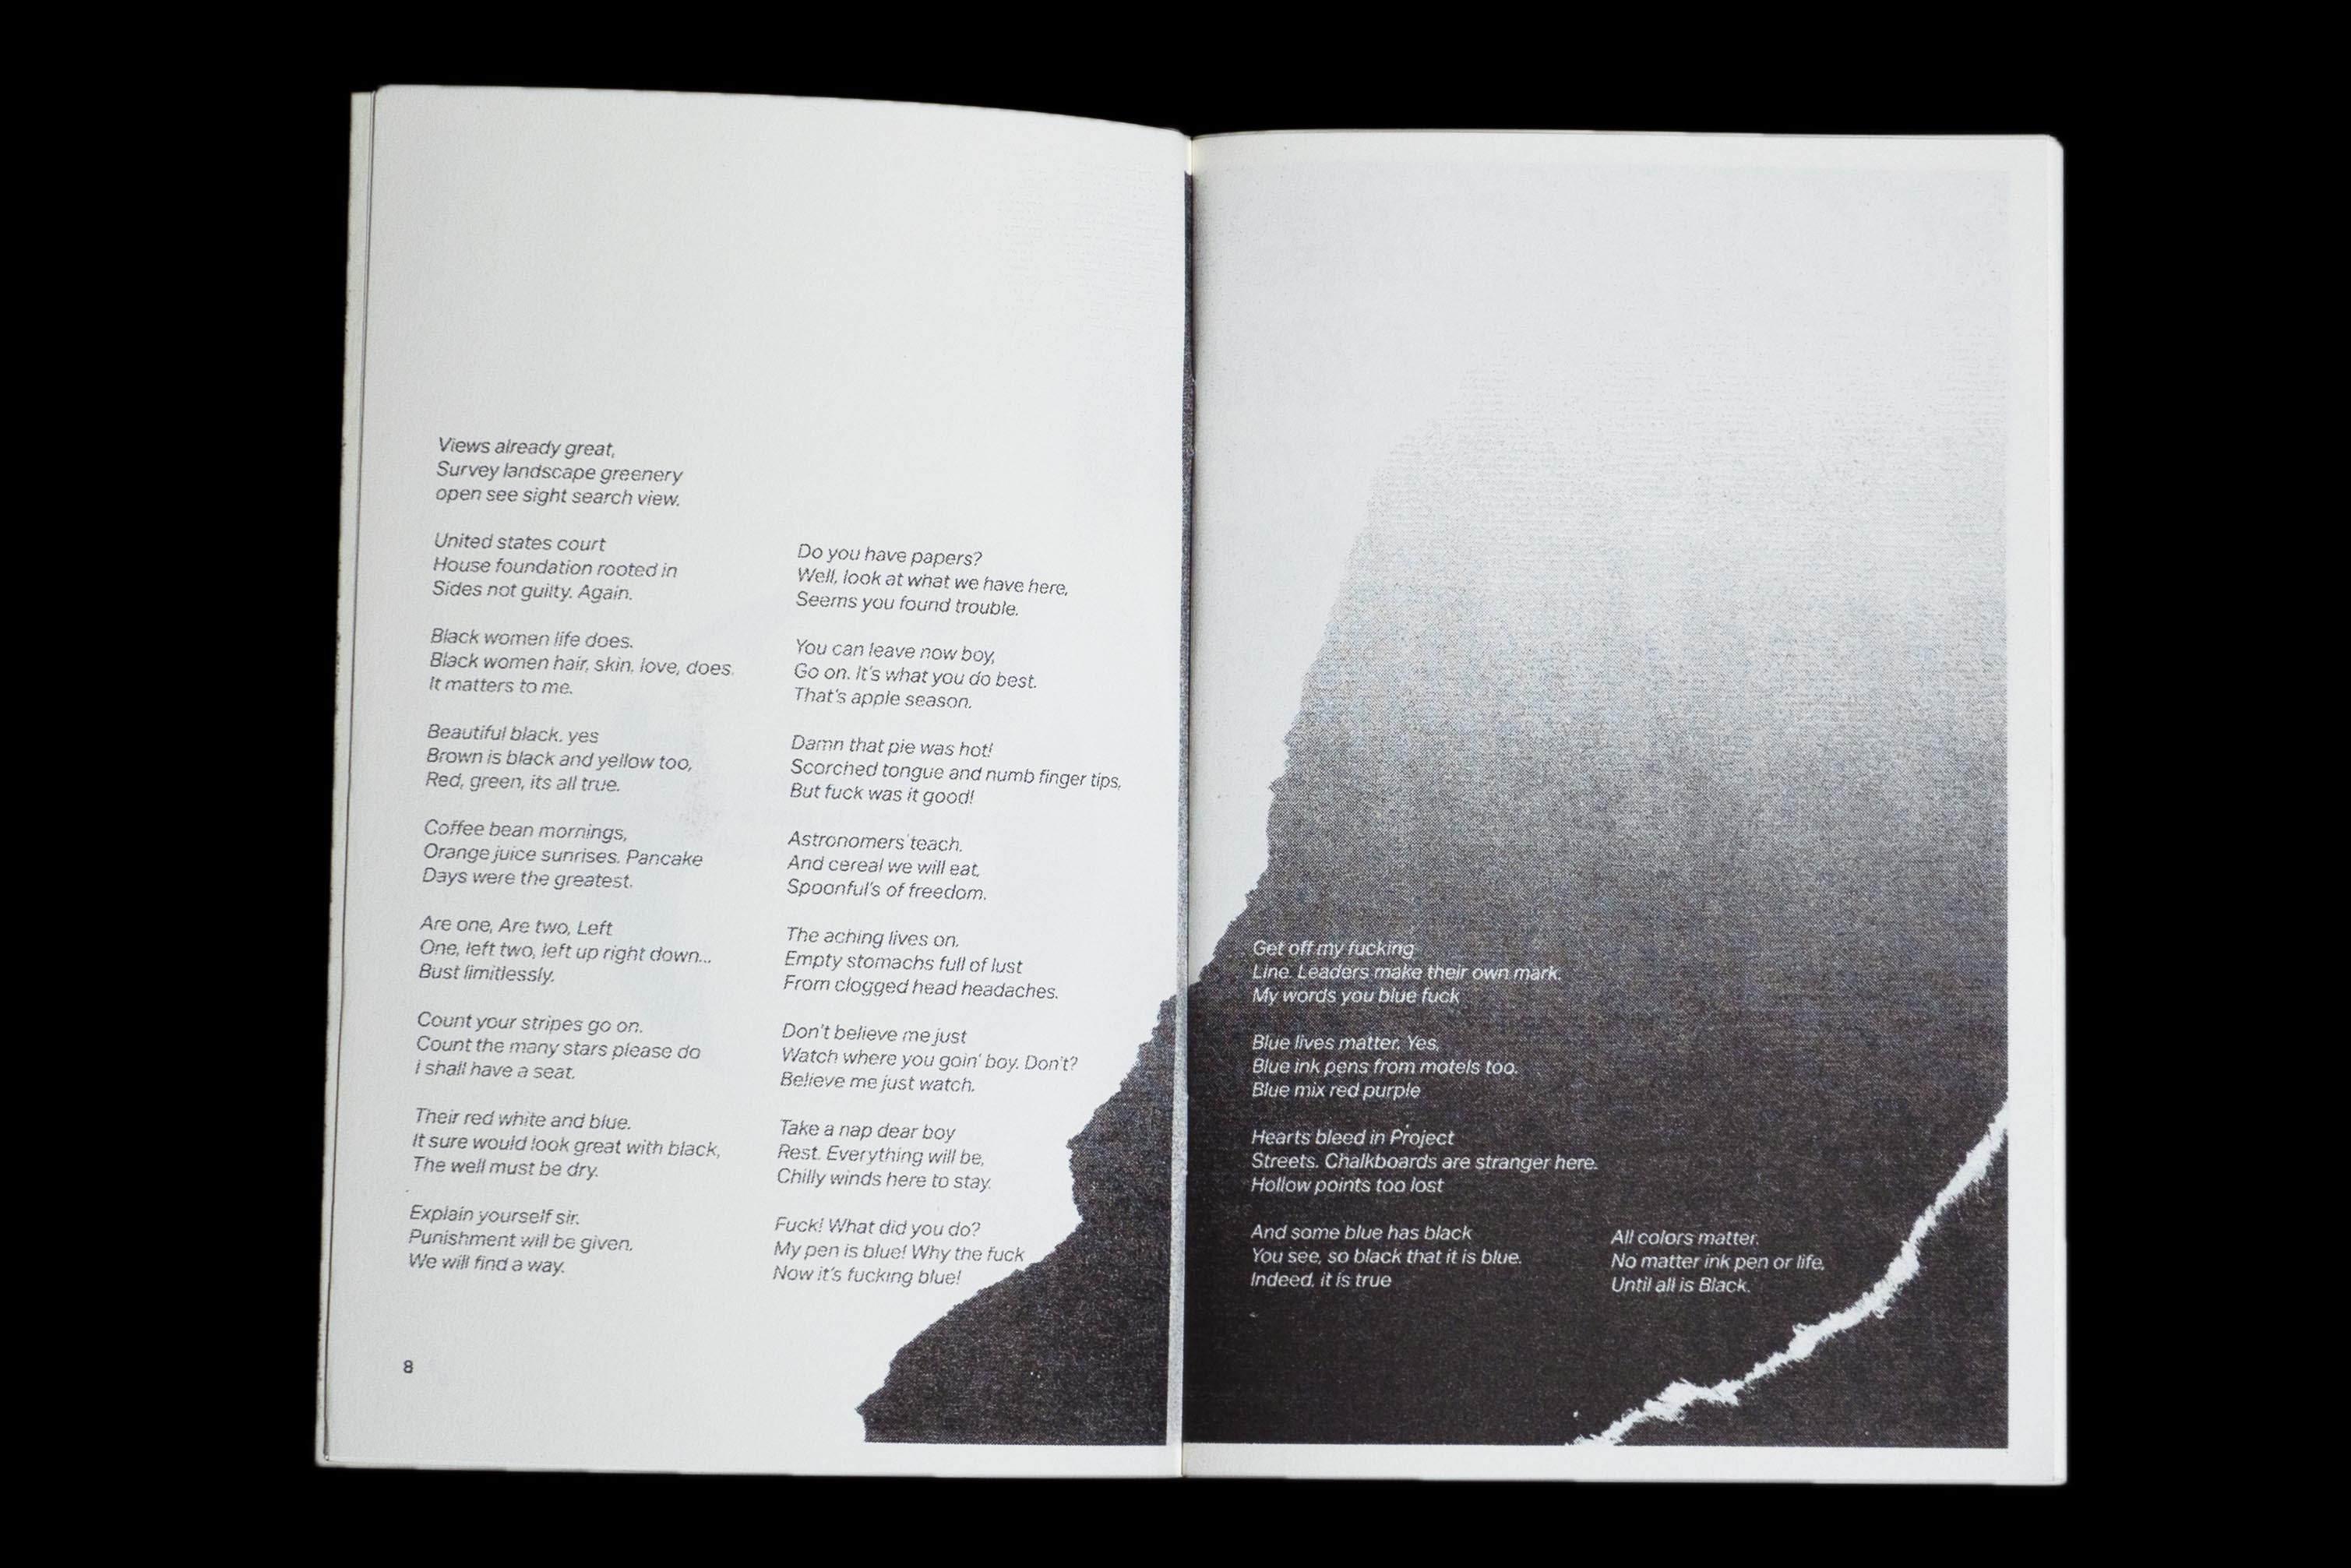 Views already great,
Survey landscape greenery
open see sight search view.
United states court
House foundation rooted in
Sides not guilty. Again.
Black women life does.
Black women hair, skin, love, does.
It matters to me.
Beautiful black, yes
Brown is black and yellow too,
Red, green, its all true.
Coffee bean mornings,
Orange juice sunrises. Pancake
Days were the greatest.
Are one, Are two, Left
One, left two, left up right down...
Bust limitlessly.
Count your stripes go on.
Count the many stars please do
I shall have a seat.
Their red white and blue.
It sure would look great with black,
The well must be dry.
Explain yourself sir.
Punishment will be given.
We will find a way.
8
Do you have papers?
Well, look at what we have here,
Seems you found trouble.
You can leave now boy,
Go on. It's what you do best.
That's apple season.
Damn that pie was hot!
Scorched tongue and numb finger tips,
But fuck was it good!
Astronomers teach.
And cereal we will eat,
Spoonful's of freedom.
The aching lives on.
Empty stomachs full of lust
From clogged head headaches.
Don't believe me just
Watch where you goin' boy. Don't?
Believe me just watch.
Take a nap dear boy
Rest. Everything will be,
Chilly winds here to stay.
Fuck! What did you do?
My pen is blue! Why the fuck
Now it's fucking blue!
Get off my fucking
Line. Leaders make their own mark.
My words you blue fuck
Blue lives matter. Yes,
Blue ink pens from motels too.
Blue mix red purple
Hearts bleed in Project
Streets. Chalkboards are stranger here.
Hollow points too lost
And some blue has black
You see, so black that it is blue.
Indeed, it is true
All colors matter.
No matter ink pen or life,
Until all is Black.